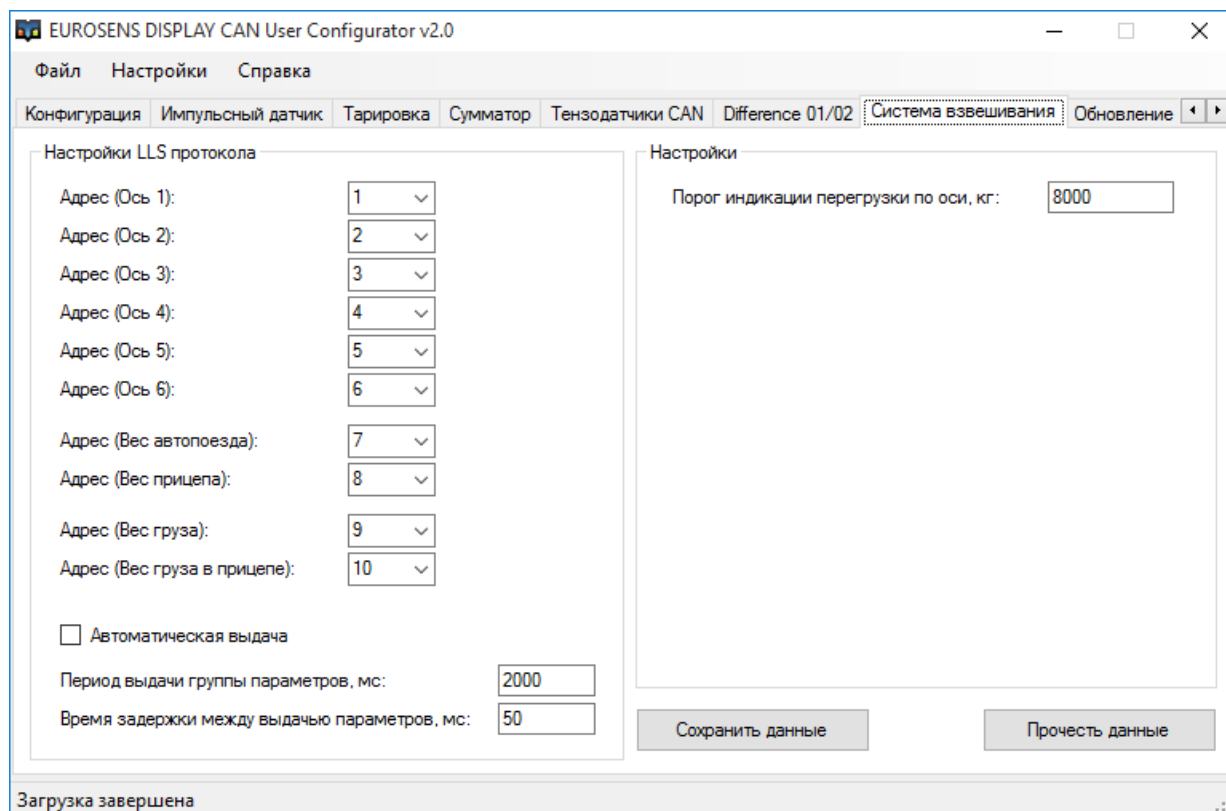 EUROSENS DISPLAY CAN User Configurator v2.0
Файл Настройки Справка
Конфигурация Импульсный датчик Тарировка Сумматор Тензодатчики CAN Difference 01/02 Система взвешивания Обновление
Настройки LLS протокола
Адрес (Ось 1): 1
Адрес (Ось 2): 2
Адрес (Ось 3): 3
Адрес (Ось 4): 4
Адрес (Ось 5): 5
Адрес (Ось 6): 6
Адрес (Вес автопоезда): 7
Адрес (Вес прицепа): 8
Адрес (Вес груза): 9
Адрес (Вес груза в прицепе): 10
Автоматическая выдача
Период выдачи группы параметров, мс: 2000
Время задержки между выдачью параметров, мс: 50
Настройки
Порог индикации перегрузки по оси, кг: 8000
Сохранить данные Прочесть данные
Загрузка завершена